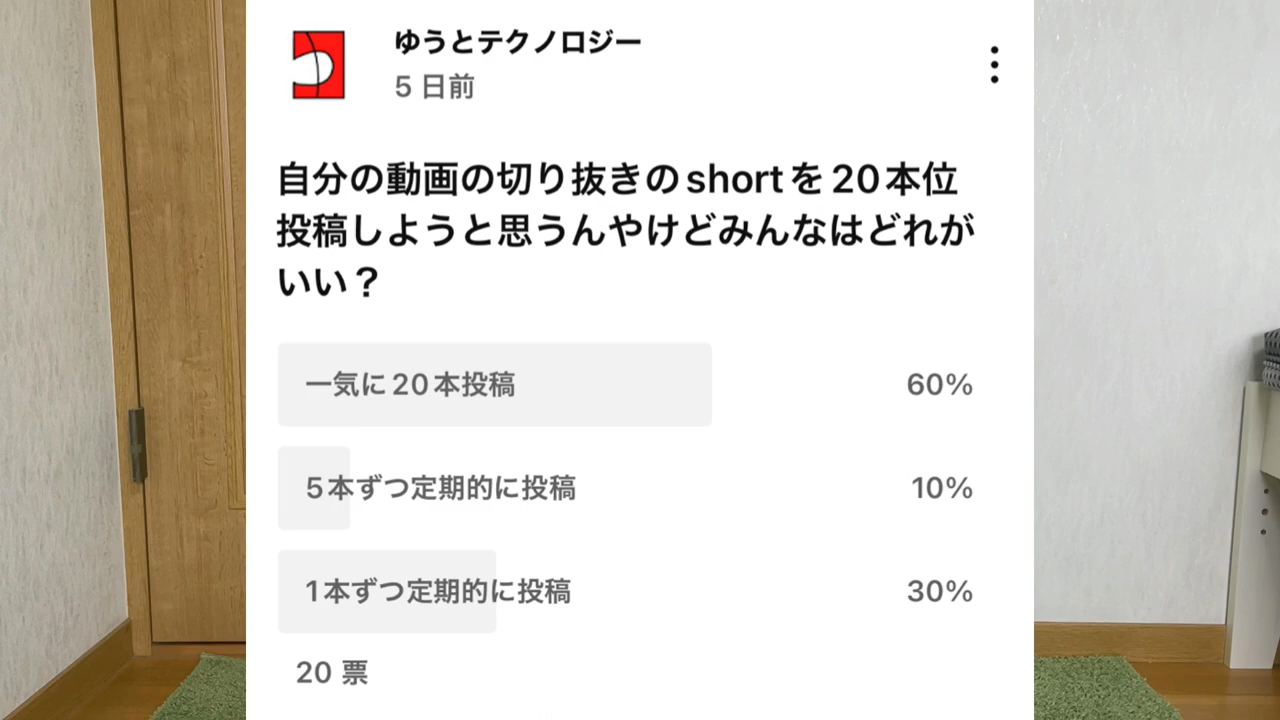 ゆうとテクノロジー
5 日前
自分の動画の切り抜きのshortを20本位
投稿しようと思うんやけどみんなはどれが
いい？
一気に20本投稿 60%
5本ずつ定期的に投稿 10%
1本ずつ定期的に投稿 30%
20 票